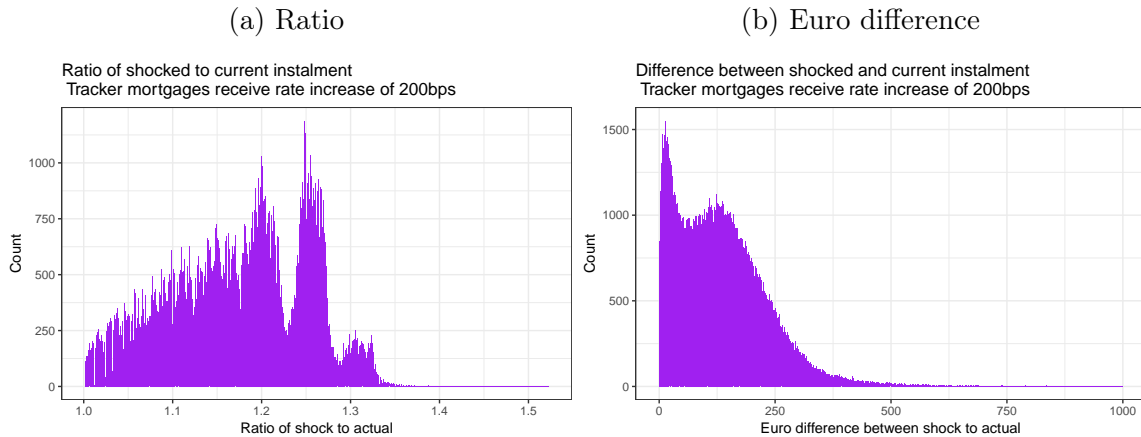 (a) Ratio
Ratio of shocked to current instalment
Tracker mortgages receive rate increase of 200bps
Count
1000
750
500
250
0
1.0 1.1 1.2 1.3 1.4 1.5
Ratio of shock to actual
(b) Euro difference
Difference between shocked and current instalment
Tracker mortgages receive rate increase of 200bps
Count
1500
1000
500
0
0 250 500 750 1000
Euro difference between shock to actual